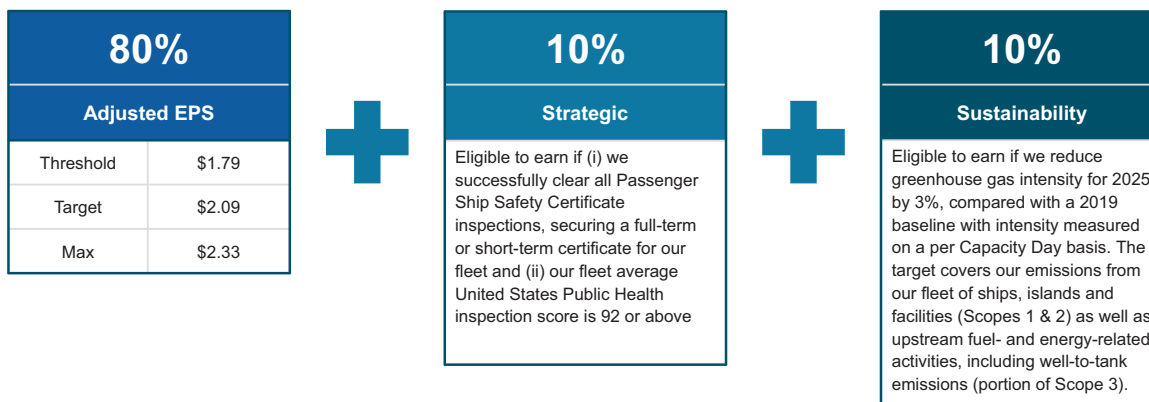 80%
Adjusted EPS
Threshold $1.79
Target $2.09
Max $2.33
10%
Strategic
Eligible to earn if (i) we
successfully clear all Passenger
Ship Safety Certificate
inspections, securing a full-term
or short-term certificate for our
fleet and (ii) our fleet average
United States Public Health
inspection score is 92 or above
10%
Sustainability
Eligible to earn if we reduce
greenhouse gas intensity for 2025
by 3%, compared with a 2019
baseline with intensity measured
on a per Capacity Day basis. The
target covers our emissions from
our fleet of ships, islands and
facilities (Scopes 1 & 2) as well as
upstream fuel- and energy-related
activities, including well-to-tank
emissions (portion of Scope 3).